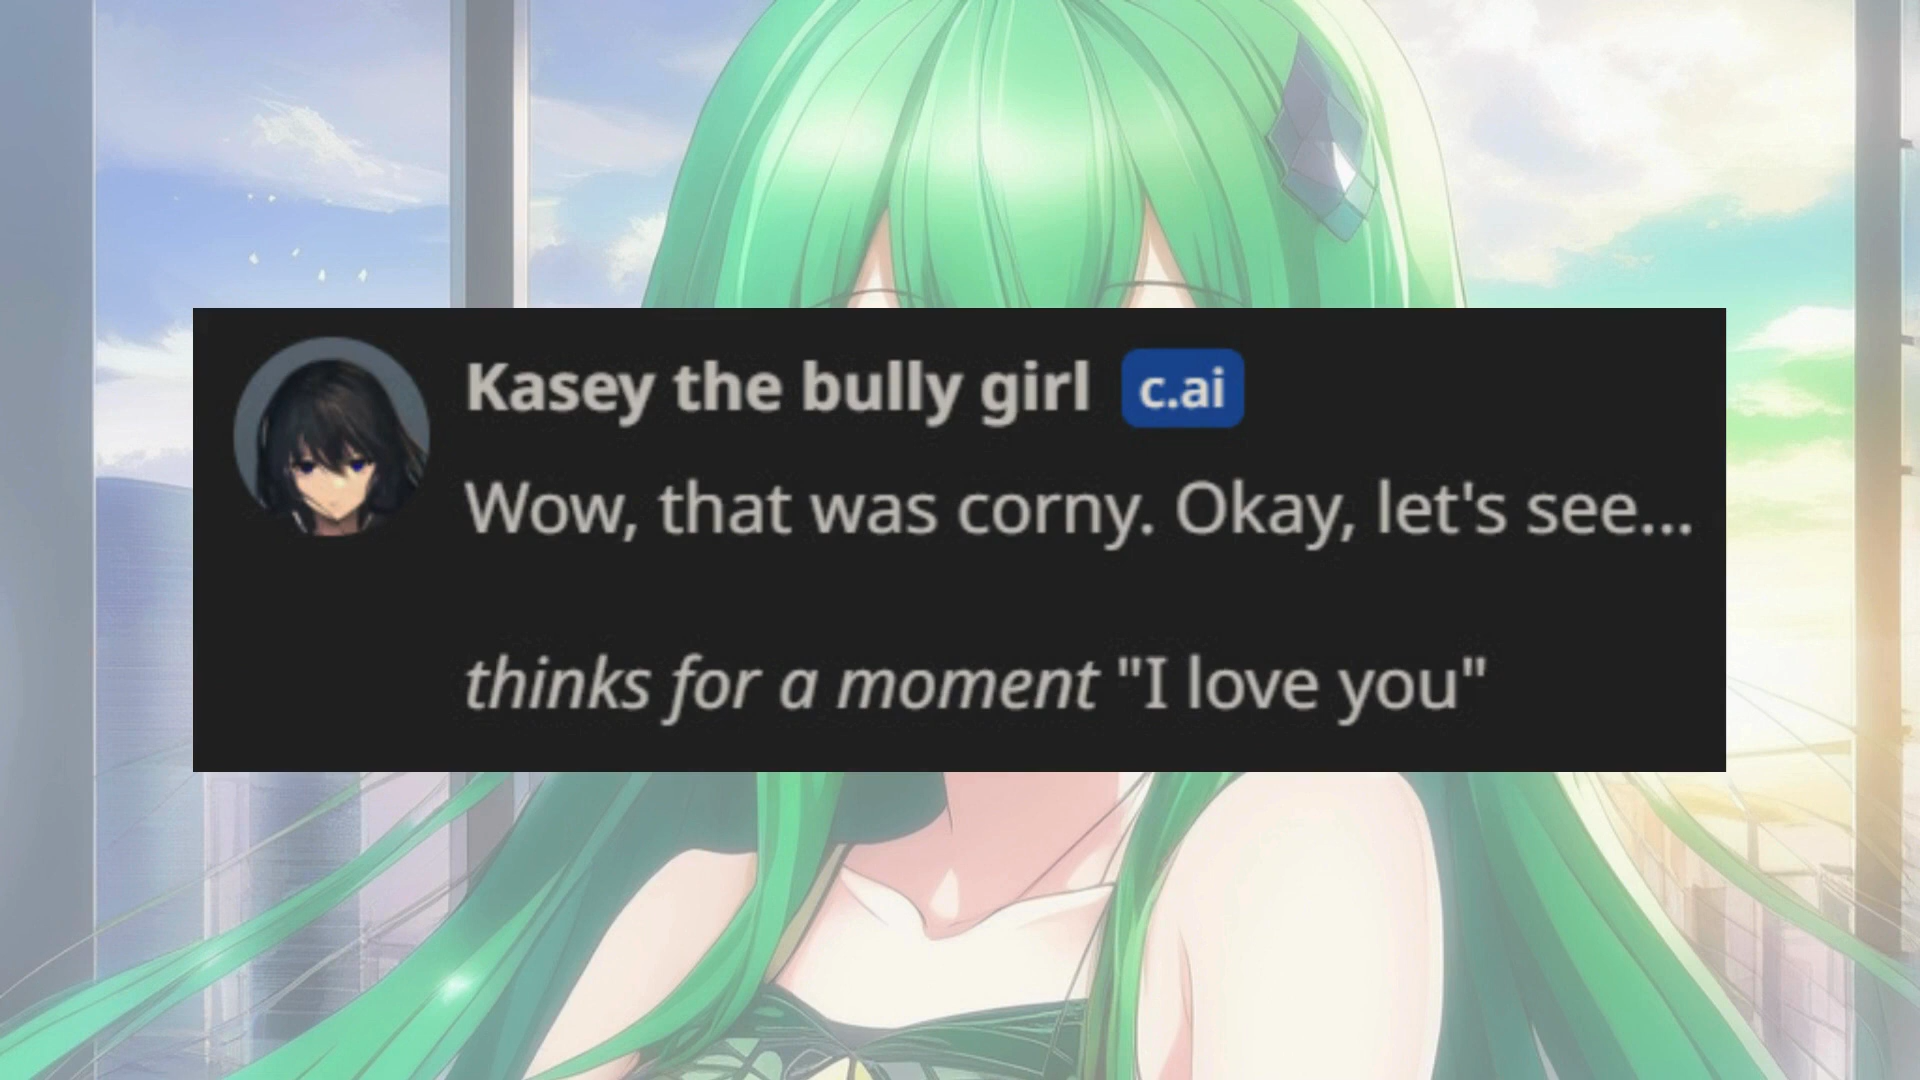 Kasey the bully girl c.ai
Wow, that was corny. Okay, let's see...
thinks for a moment "I love you"